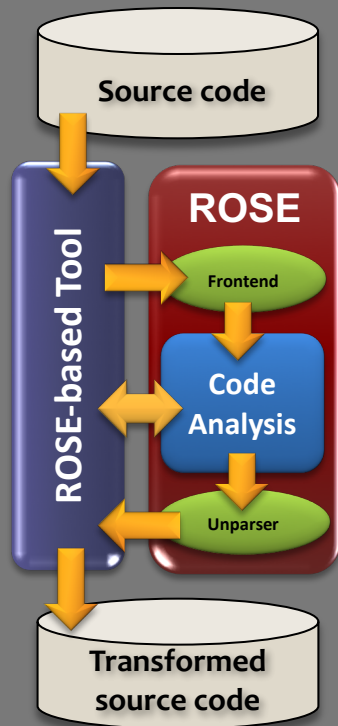 Source code
ROSE-based Tool
ROSE
Frontend
Code
Analysis
Unparser
Transformed
source code